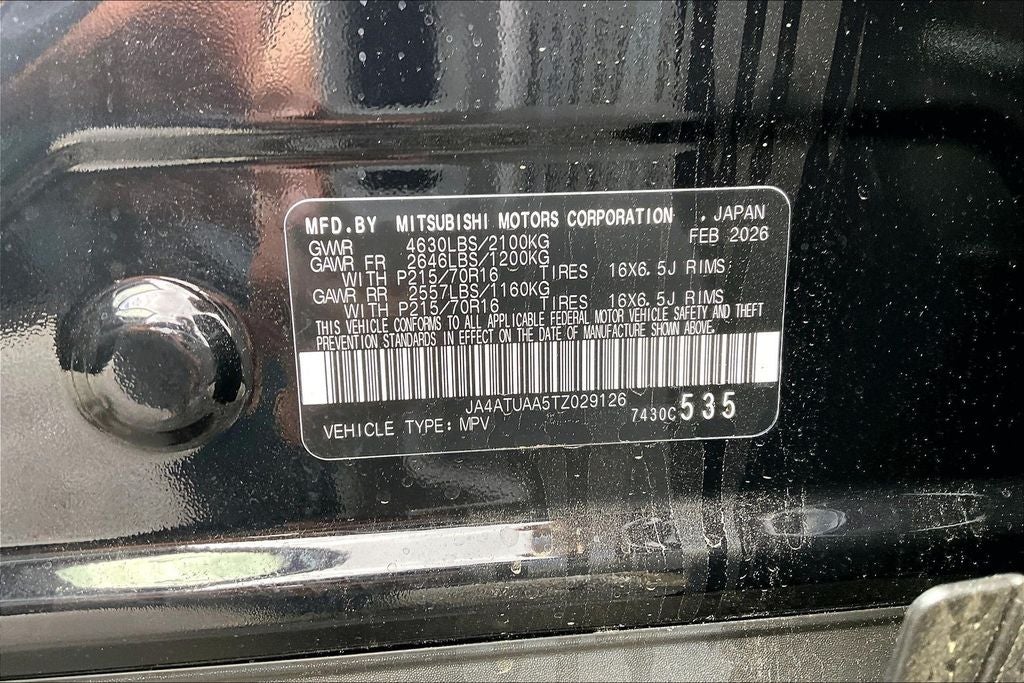 MFD.BY MITSUBISHI MOTORS CORPORATION , JAPAN
FEB 2026
GVWR 4630LBS/2100KG
GAWR FR 2646LBS/1200KG
WITH P215/70R16 TIRES 16X6.5J RIMS
GAWR RR 2557LBS/1160KG
WITH P215/70R16 TIRES 16X6.5J RIMS
THIS VEHICLE CONFORMS TO ALL APPLICABLE FEDERAL MOTOR VEHICLE SAFETY AND THEFT
PREVENTION STANDARDS IN EFFECT ON THE DATE OF MANUFACTURE SHOWN ABOVE.
JA4ATUAA5TZ029126
7430C 535
VEHICLE TYPE: MPV